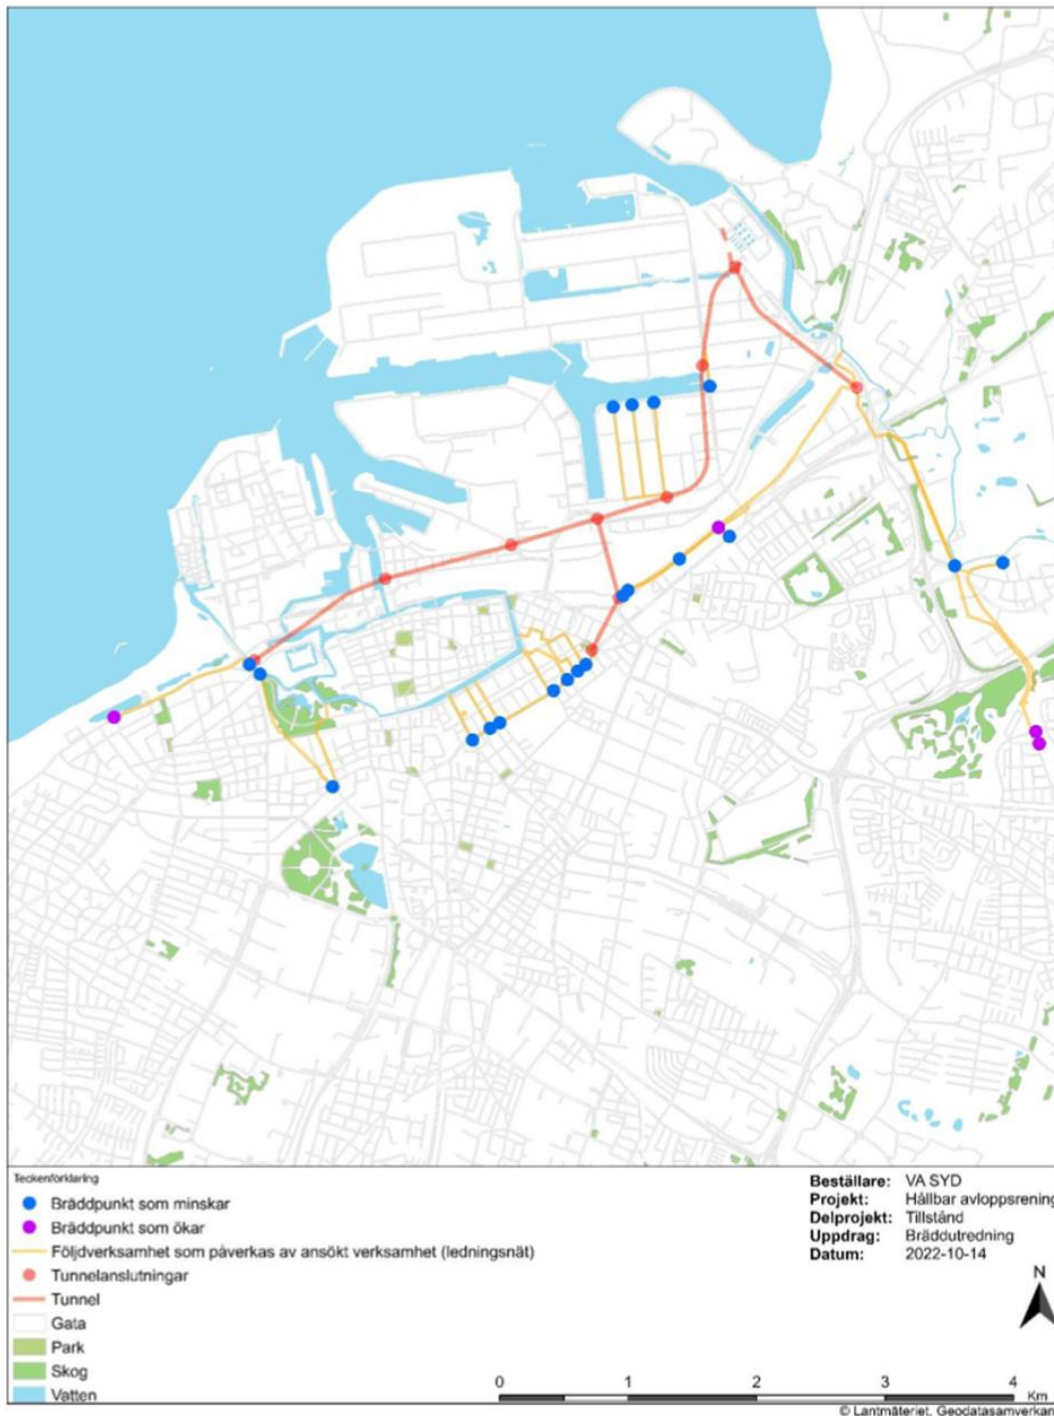 Teckenförklaring
Bräddpunkt som minskar
Bräddpunkt som ökar
Följdverksamhet som påverkas av ansökt verksamhet (ledningsnät)
Tunnelanslutningar
Tunnel
Gata
Park
Skog
Vatten
Beställare: VA SYD
Projekt: Hållbar avloppsrening
Delprojekt: Tillstånd
Uppdrag: Bräddutredning
Datum: 2022-10-14
N
0 1 2 3 4
Km
© Lantmäteriet, Geodatasamverkan